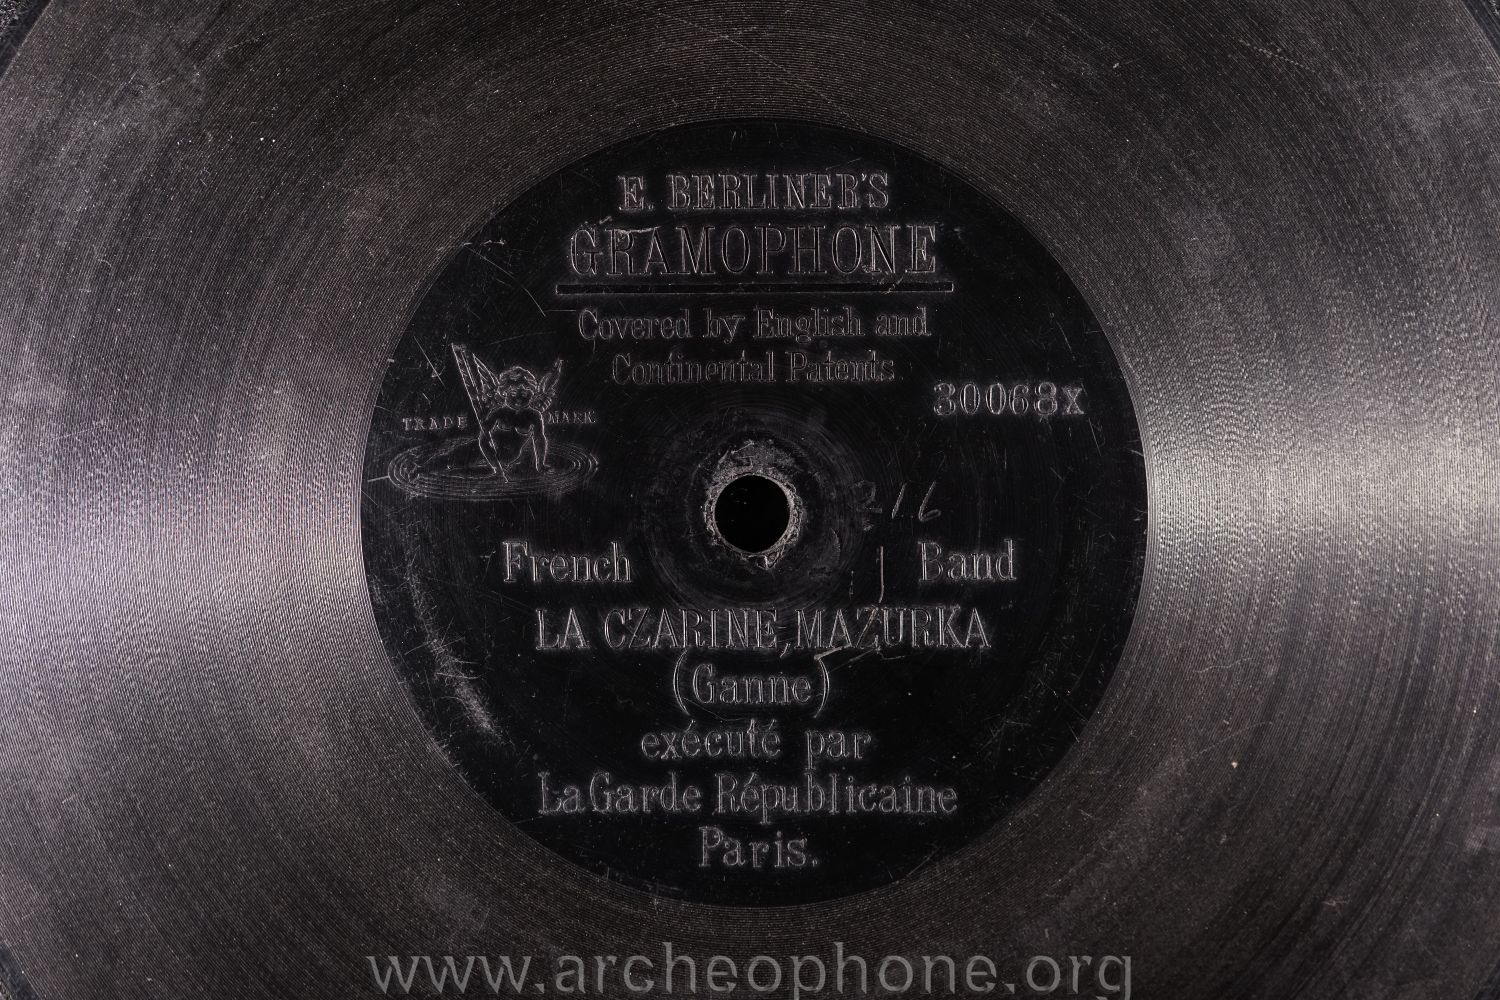 E. BERLINER'S
GRAMOPHONE
Covered by English and
Continental Patents
TRADE MARK
30068x
216
French Band
LA CZARINE, MAZURKA
(Ganne)
exécuté par
La Garde Républicaine
Paris.
www.archeophone.org